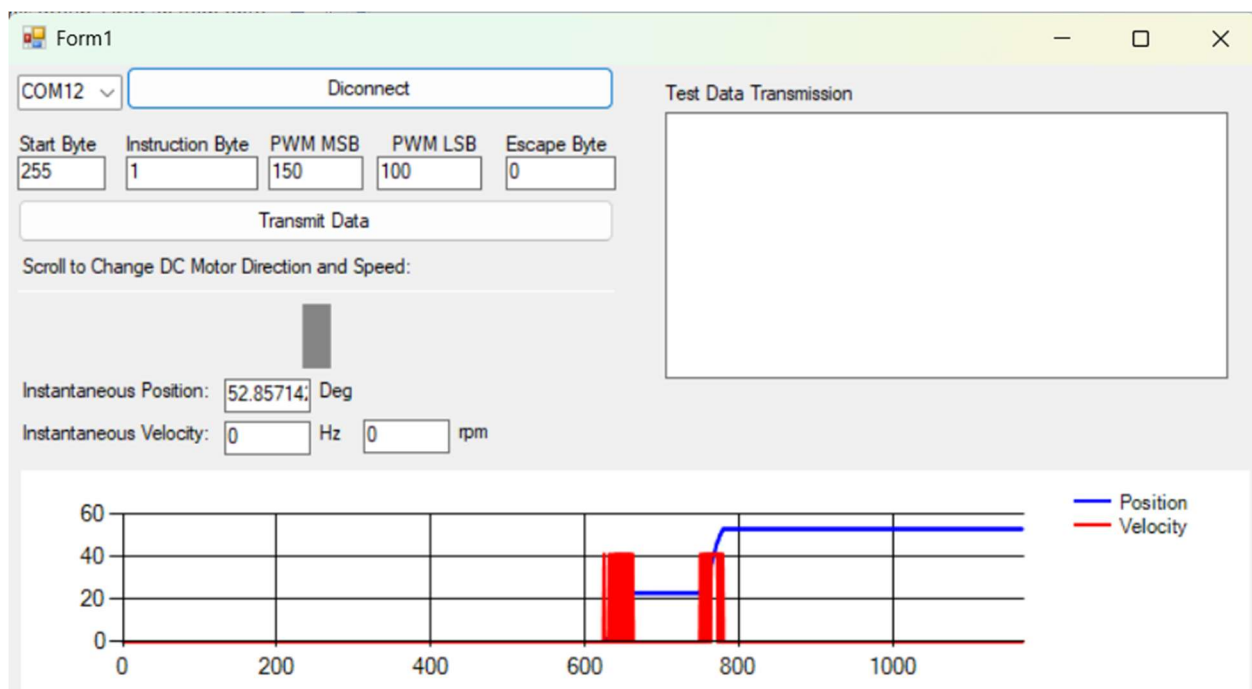 Form1
COM12 Diconnect
Test Data Transmission
Start Byte Instruction Byte PWM MSB PWM LSB Escape Byte
255 1 150 100 0
Transmit Data
Scroll to Change DC Motor Direction and Speed:
Instantaneous Position: 52.85714 Deg
Instantaneous Velocity: 0 Hz 0 rpm
Position
Velocity
60
40
20
0
0 200 400 600 800 1000